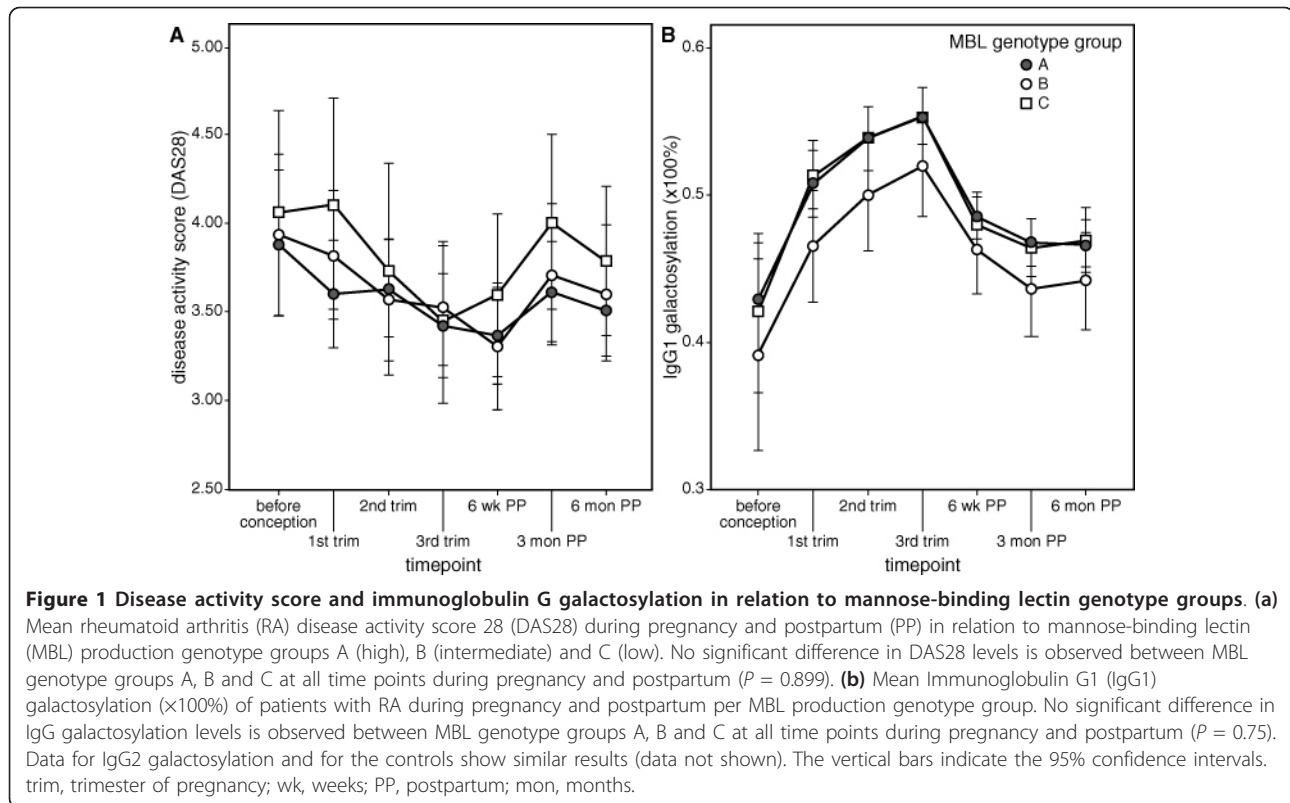 A
5.00
4.50
4.00
3.50
3.00
2.50
disease activity score (DAS28)
before conception
1st trim
2nd trim
3rd trim
6 wk PP
3 mon PP
6 mon PP
timepoint
B
0.6
0.5
0.4
0.3
IgG1 galactosylation (x100%)
MBL genotype group
A
B
C
before conception
1st trim
2nd trim
3rd trim
6 wk PP
3 mon PP
6 mon PP
timepoint
Figure 1 Disease activity score and immunoglobulin G galactosylation in relation to mannose-binding lectin genotype groups. (a)
Mean rheumatoid arthritis (RA) disease activity score 28 (DAS28) during pregnancy and postpartum (PP) in relation to mannose-binding lectin
(MBL) production genotype groups A (high), B (intermediate) and C (low). No significant difference in DAS28 levels is observed between MBL
genotype groups A, B and C at all time points during pregnancy and postpartum (P = 0.899). (b) Mean Immunoglobulin G1 (IgG1)
galactosylation (×100%) of patients with RA during pregnancy and postpartum per MBL production genotype group. No significant difference in
IgG galactosylation levels is observed between MBL genotype groups A, B and C at all time points during pregnancy and postpartum (P = 0.75).
Data for IgG2 galactosylation and for the controls show similar results (data not shown). The vertical bars indicate the 95% confidence intervals.
trim, trimester of pregnancy; wk, weeks; PP, postpartum; mon, months.